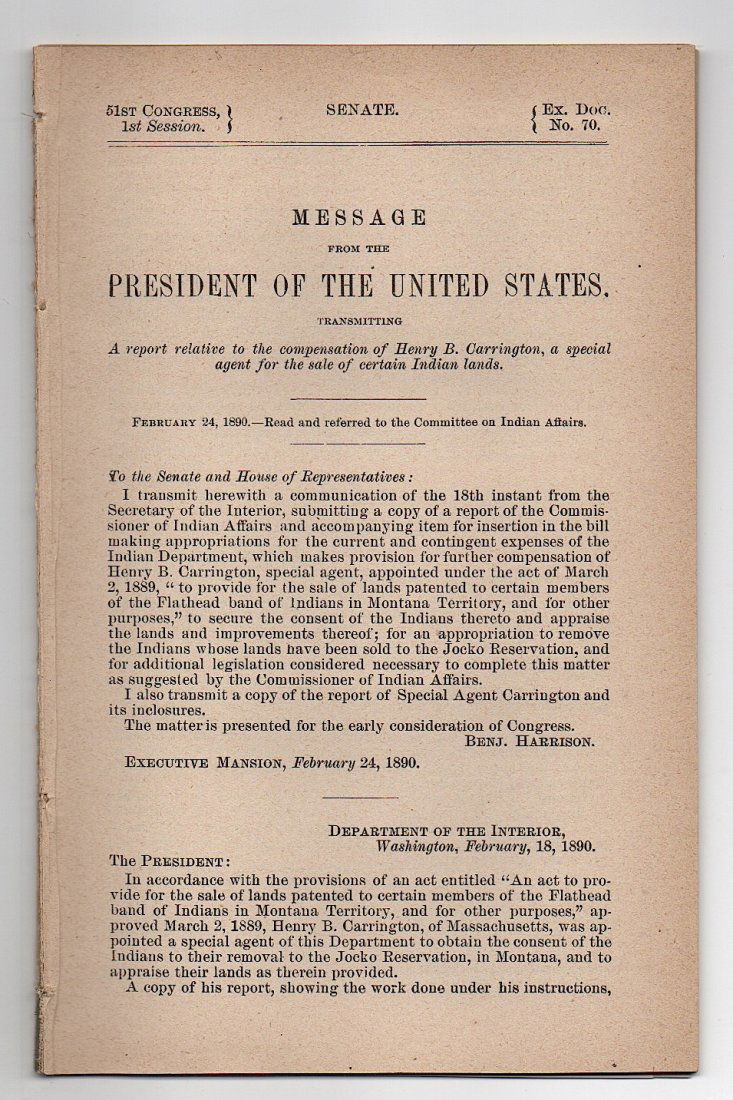 51ST CONGRESS, } SENATE. { Ex. Doc.
1st Session. } { No. 70.
MESSAGE
FROM THE
PRESIDENT OF THE UNITED STATES,
TRANSMITTING
A report relative to the compensation of Henry B. Carrington, a special
agent for the sale of certain Indian lands.
FEBRUARY 24, 1890.—Read and referred to the Committee on Indian Affairs.
To the Senate and House of Representatives:
I transmit herewith a communication of the 18th instant from the
Secretary of the Interior, submitting a copy of a report of the Commis-
sioner of Indian Affairs and accompanying item for insertion in the bill
making appropriations for the current and contingent expenses of the
Indian Department, which makes provision for further compensation of
Henry B. Carrington, special agent, appointed under the act of March
2, 1889, "to provide for the sale of lands patented to certain members
of the Flathead band of Indians in Montana Territory, and for other
purposes," to secure the consent of the Indians thereto and appraise
the lands and improvements thereof; for an appropriation to remove
the Indians whose lands have been sold to the Jocko Reservation, and
for additional legislation considered necessary to complete this matter
as suggested by the Commissioner of Indian Affairs.
I also transmit a copy of the report of Special Agent Carrington and
its inclosures.
The matter is presented for the early consideration of Congress.
BENJ. HARRISON.
EXECUTIVE MANSION, February 24, 1890.
DEPARTMENT OF THE INTERIOR,
Washington, February, 18, 1890.
The PRESIDENT:
In accordance with the provisions of an act entitled "An act to pro-
vide for the sale of lands patented to certain members of the Flathead
band of Indians in Montana Territory, and for other purposes," ap-
proved March 2, 1889, Henry B. Carrington, of Massachusetts, was ap-
pointed a special agent of this Department to obtain the consent of the
Indians to their removal to the Jocko Reservation, in Montana, and to
appraise their lands as therein provided.
A copy of his report, showing the work done under his instructions,